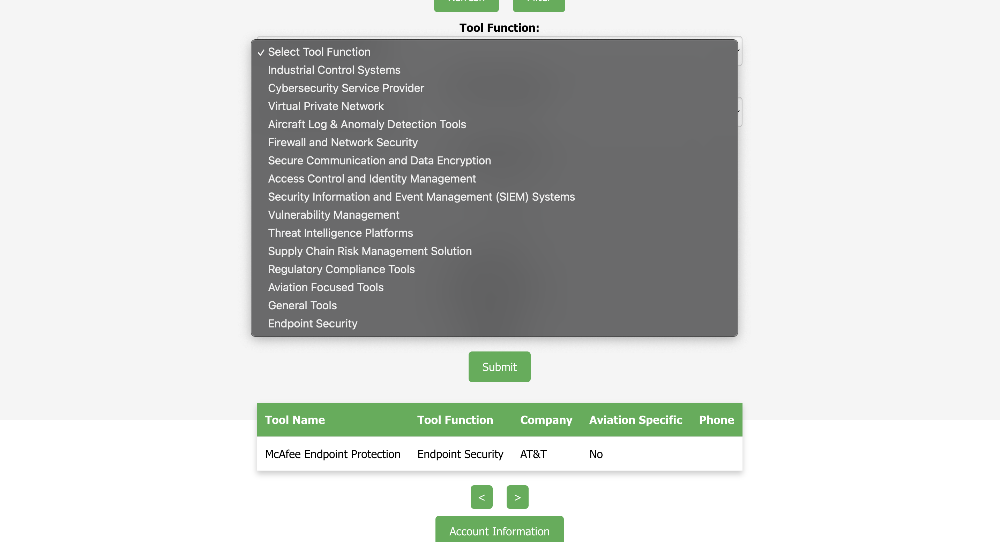 Refresh Filter
Tool Function:
✓ Select Tool Function
Industrial Control Systems
Cybersecurity Service Provider
Virtual Private Network
Aircraft Log & Anomaly Detection Tools
Firewall and Network Security
Secure Communication and Data Encryption
Access Control and Identity Management
Security Information and Event Management (SIEM) Systems
Vulnerability Management
Threat Intelligence Platforms
Supply Chain Risk Management Solution
Regulatory Compliance Tools
Aviation Focused Tools
General Tools
Endpoint Security
Submit
Tool Name Tool Function Company Aviation Specific Phone
McAfee Endpoint Protection Endpoint Security AT&T No
< >
Account Information